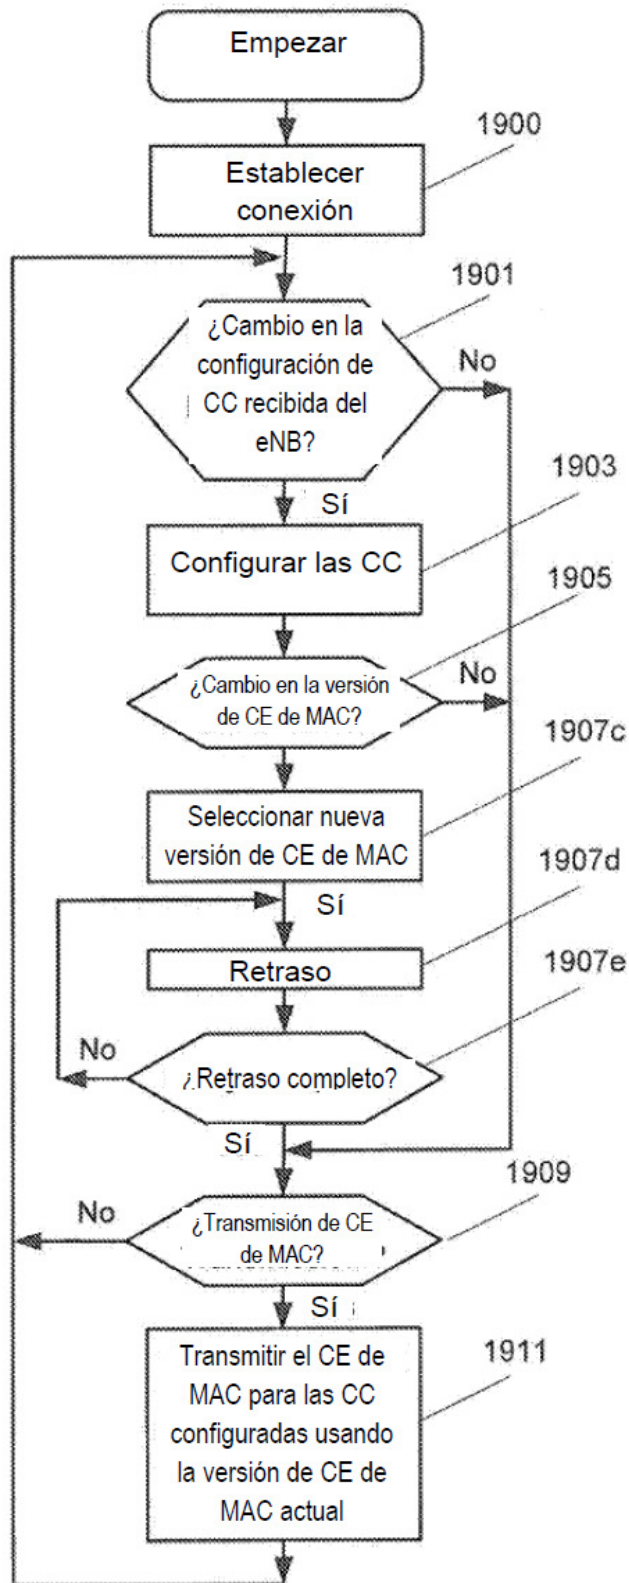 Empezar
1900
Establecer
conexión
1901
¿Cambio en la
configuración de
CC recibida del
eNB?
No
Sí
1903
Configurar las CC
1905
¿Cambio en la versión
de CE de MAC?
No
1907c
Seleccionar nueva
versión de CE de MAC
Sí
1907d
Retraso
1907e
¿Retraso completo?
No
Sí
1909
¿Transmisión de CE
de MAC?
No
Sí
1911
Transmitir el CE de
MAC para las CC
configuradas usando
la versión de CE de
MAC actual